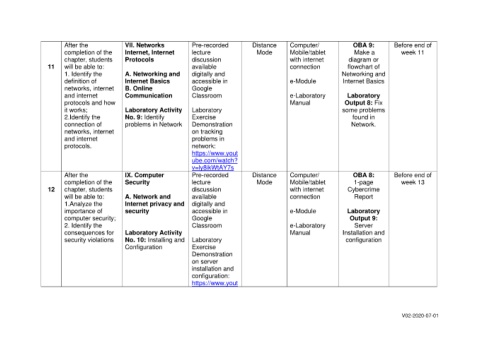 11
After the
completion of the
chapter, students
will be able to:
1. Identify the
definition of
networks, internet
and internet
protocols and how
it works;
2.Identify the
connection of
networks, internet
and internet
protocols.
VII. Networks
Internet, Internet
Protocols
A. Networking and
Internet Basics
B. Online
Communication
Laboratory Activity
No. 9: Identify
problems in Network
Pre-recorded
lecture
discussion
available
digitally and
accessible in
Google
Classroom
Laboratory
Exercise
Demonstration
on tracking
problems in
network:
https://www.yout
ube.com/watch?
Distance
Mode
Computer/
Mobile/tablet
with internet
connection
e-Module
e-Laboratory
Manual
OBA 9:
Make a
diagram or
flowchart of
Networking and
Internet Basics
Laboratory
Output 8: Fix
some problems
found in
Network.
Before end of
week 11
12
After the
completion of the
chapter, students
will be able to:
1.Analyze the
importance of
computer security;
2. Identify the
consequences for
security violations
IX. Computer
Security
A. Network and
Internet privacy and
security
Laboratory Activity
No. 10: Installing and
Configuration
Pre-recorded
lecture
discussion
available
digitally and
accessible in
Google
Classroom
Laboratory
Exercise
Demonstration
on server
installation and
configuration:
https://www.yout
Distance
Mode
Computer/
Mobile/tablet
with internet
connection
e-Module
e-Laboratory
Manual
OBA 8:
1-page
Cybercrime
Report
Laboratory
Output 9:
Server
Installation and
configuration
Before end of
week 13
V02-2020-07-01